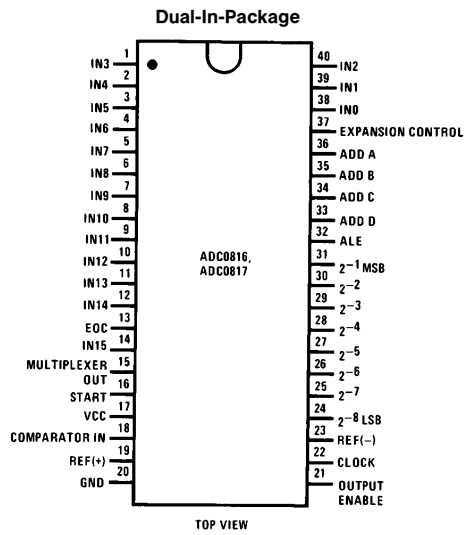 Dual-In-Package
1 IN3
2 IN4
3 IN5
4 IN6
5 IN7
6 IN8
7 IN9
8 IN10
9 IN11
10 IN12
11 IN13
12 IN14
13 EOC
14 IN15
15 MULTIPLEXER
OUT
16 START
17 VCC
18 COMPARATOR IN
19 REF(+)
20 GND
ADC0816,
ADC0817
40 IN2
39 IN1
38 IN0
37 EXPANSION CONTROL
36 ADD A
35 ADD B
34 ADD C
33 ADD D
32 ALE
31 2⁻¹ MSB
30 2⁻²
29 2⁻³
28 2⁻⁴
27 2⁻⁵
26 2⁻⁶
25 2⁻⁷
24 2⁻⁸ LSB
23 REF(−)
22 CLOCK
21 OUTPUT
ENABLE
TOP VIEW